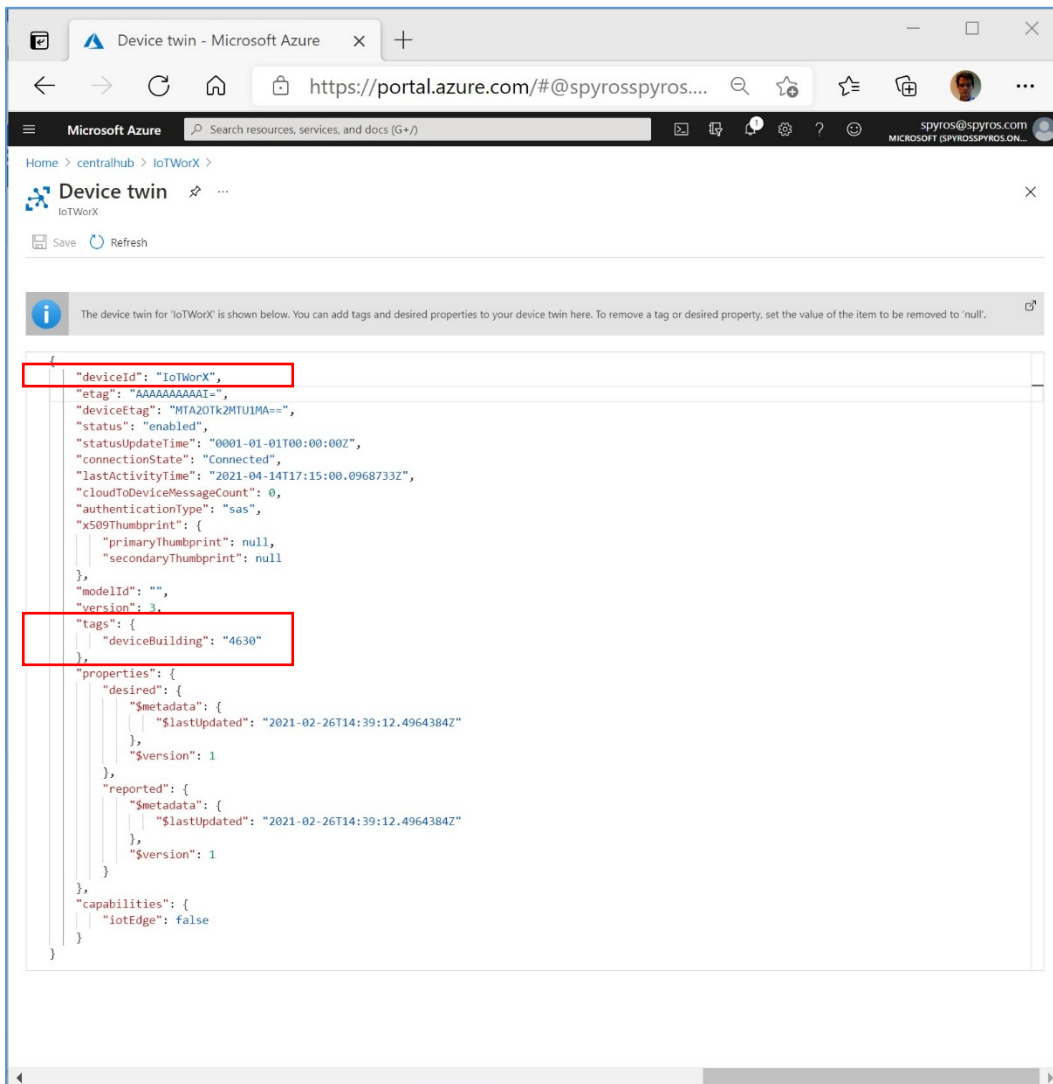 Device twin - Microsoft Azure
https://portal.azure.com/#@spyrosspyros....
Microsoft Azure
Search resources, services, and docs (G+/)
1
spyros@spyros.com
MICROSOFT (SPYROSSPYROS.ON...
Home > centralhub > IoTWorX >
Device twin
IoTWorX
Save Refresh
The device twin for 'IoTWorX' is shown below. You can add tags and desired properties to your device twin here. To remove a tag or desired property, set the value of the item to be removed to 'null'.
{
"deviceId": "IoTWorX",
"etag": "AAAAAAAAAAI=",
"deviceEtag": "MTA2OTk2MTU1MA==",
"status": "enabled",
"statusUpdateTime": "0001-01-01T00:00:00Z",
"connectionState": "Connected",
"lastActivityTime": "2021-04-14T17:15:00.0968733Z",
"cloudToDeviceMessageCount": 0,
"authenticationType": "sas",
"x509Thumbprint": {
"primaryThumbprint": null,
"secondaryThumbprint": null
},
"modelId": "",
"version": 3,
"tags": {
"deviceBuilding": "4630"
},
"properties": {
"desired": {
"$metadata": {
"$lastUpdated": "2021-02-26T14:39:12.4964384Z"
},
"$version": 1
},
"reported": {
"$metadata": {
"$lastUpdated": "2021-02-26T14:39:12.4964384Z"
},
"$version": 1
}
},
"capabilities": {
"iotEdge": false
}
}